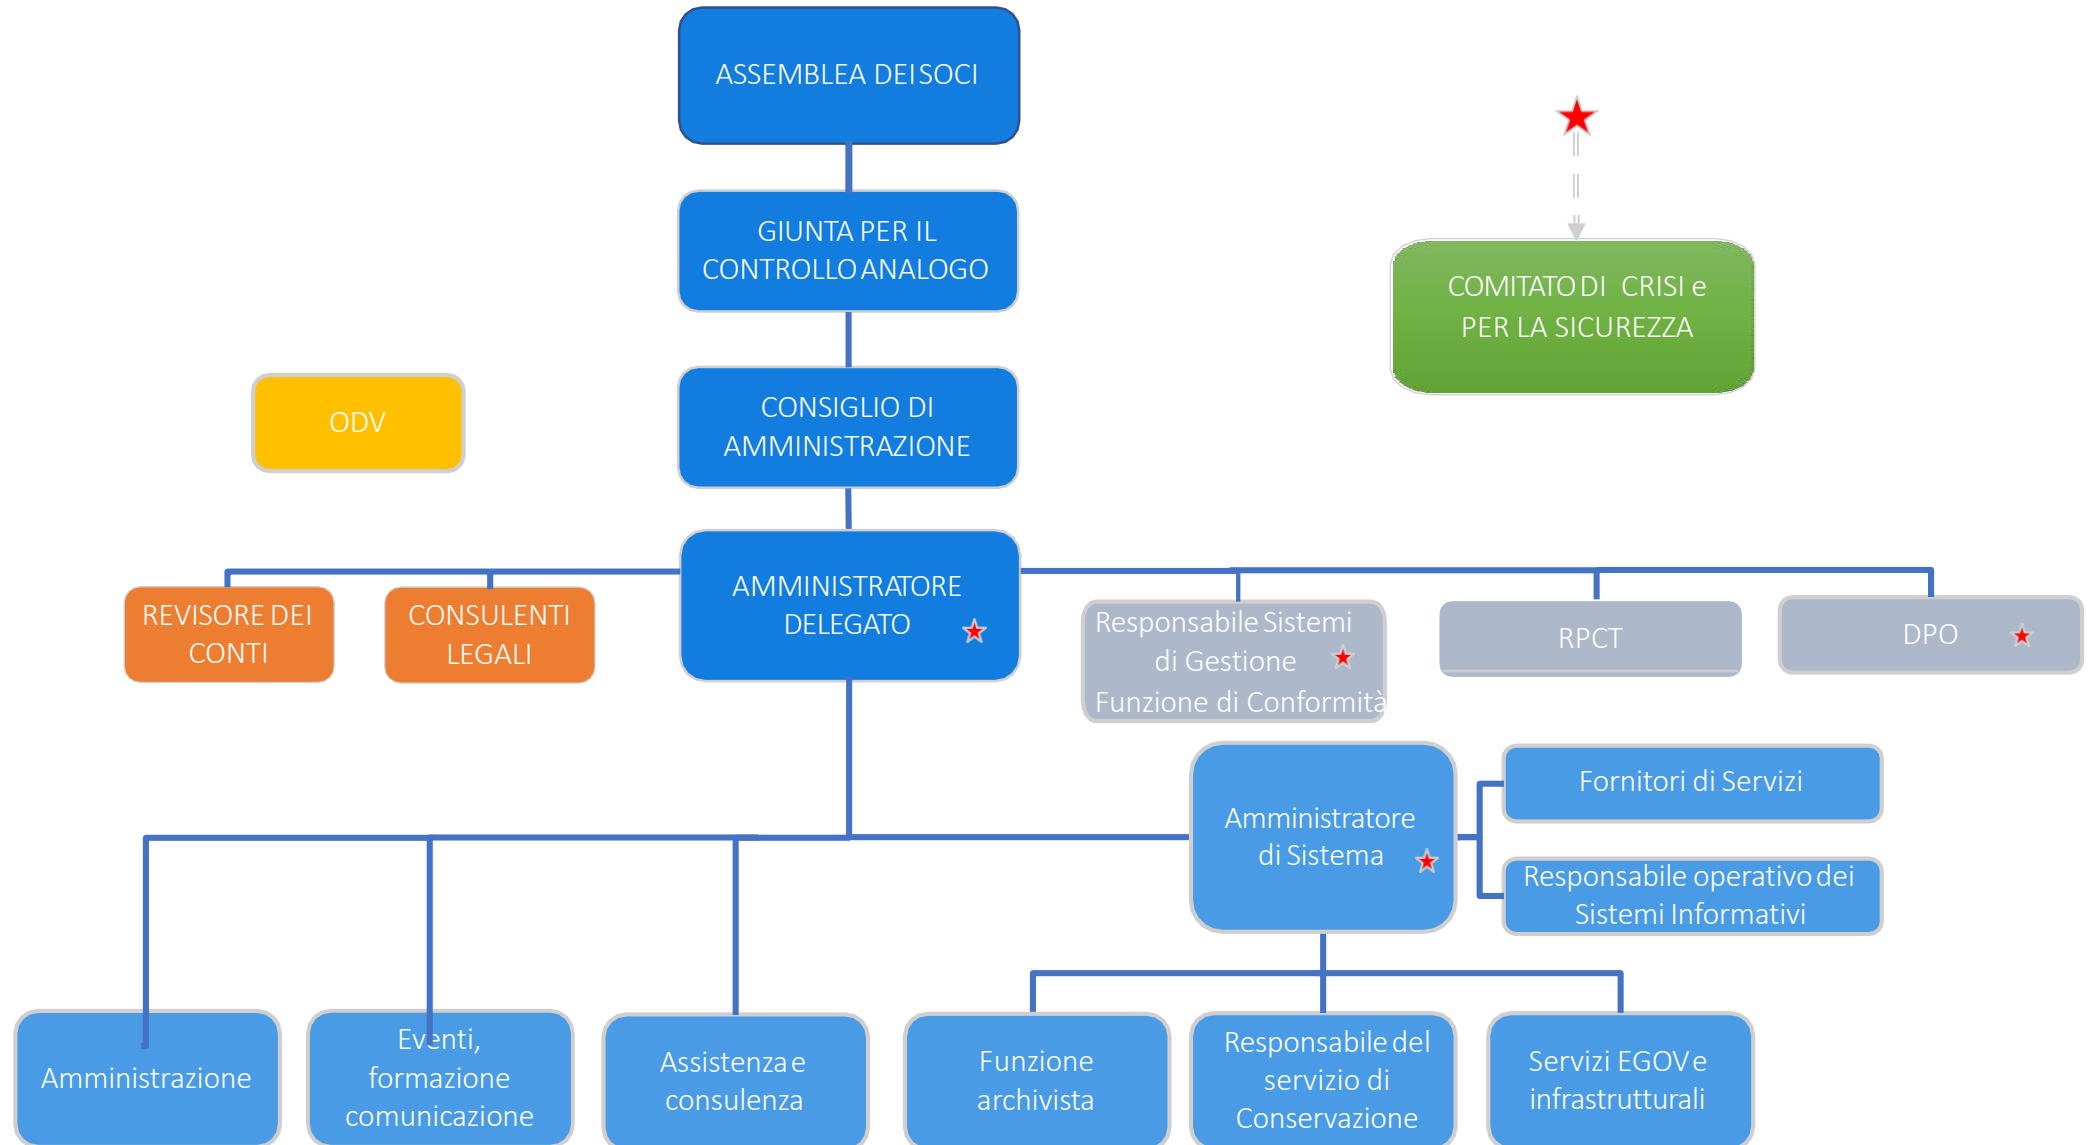 ASSEMBLEA DEI SOCI
GIUNTA PER IL
CONTROLLO ANALOGO
COMITATO DI CRISI e
PER LA SICUREZZA
ODV
CONSIGLIO DI
AMMINISTRAZIONE
AMMINISTRATORE
DELEGATO
REVISORE DEI
CONTI
CONSULENTI
LEGALI
Responsabile Sistemi
di Gestione
Funzione di Conformità
RPCT
DPO
Amministratore
di Sistema
Fornitori di Servizi
Responsabile operativo dei
Sistemi Informativi
Amministrazione
Eventi,
formazione
comunicazione
Assistenza e
consulenza
Funzione
archivista
Responsabile del
servizio di
Conservazione
Servizi EGOV e
infrastrutturali